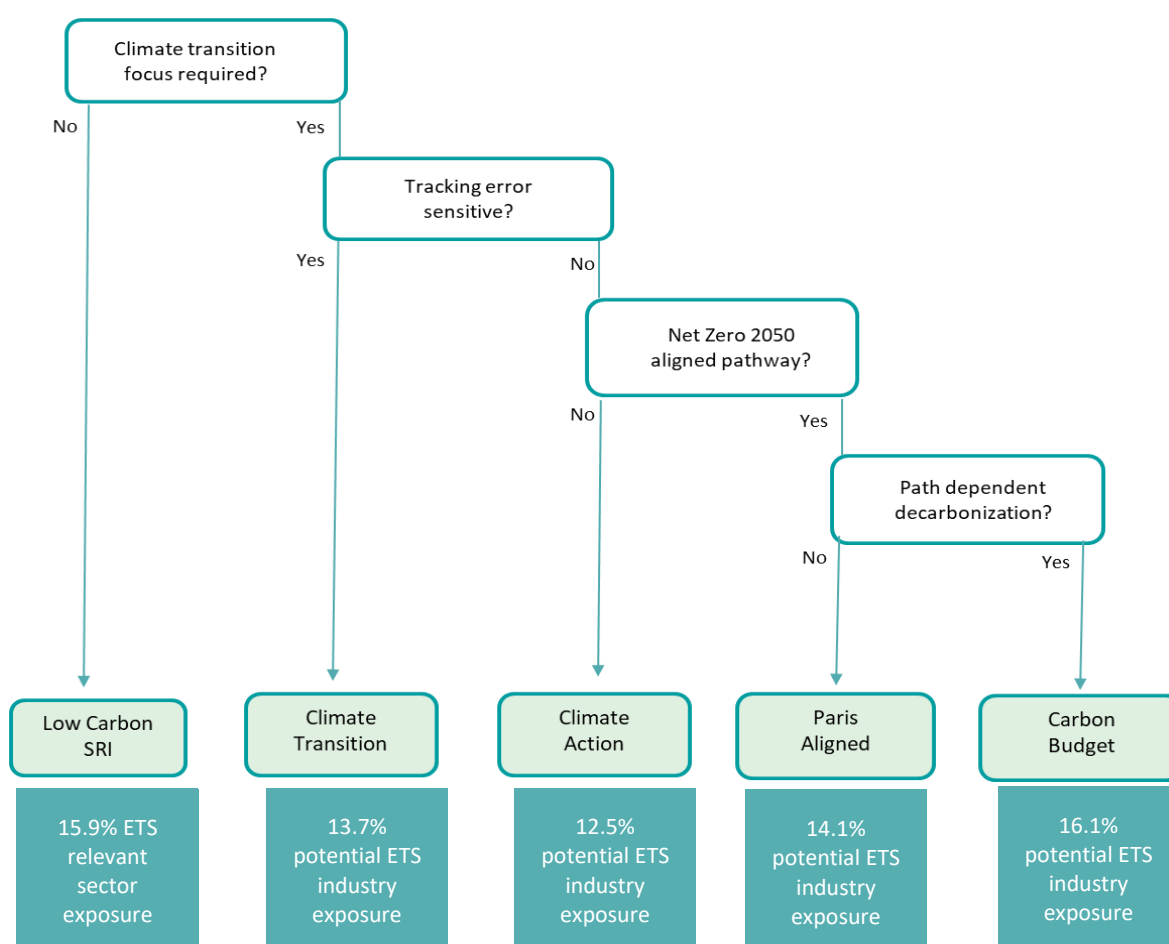 Climate transition
focus required?
No
Yes
Tracking error
sensitive?
Yes
No
Net Zero 2050
aligned pathway?
No
Yes
Path dependent
decarbonization?
No
Yes
Low Carbon
SRI
Climate
Transition
Climate
Action
Paris
Aligned
Carbon
Budget
15.9% ETS
relevant
sector
exposure
13.7%
potential ETS
industry
exposure
12.5%
potential ETS
industry
exposure
14.1%
potential ETS
industry
exposure
16.1%
potential ETS
industry
exposure